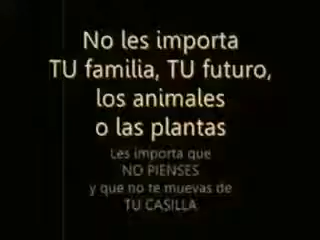 No les importa
TU familia, TU futuro,
los animales
o las plantas
Les importa que
NO PIENSES
y que no te muevas de
TU CASILLA